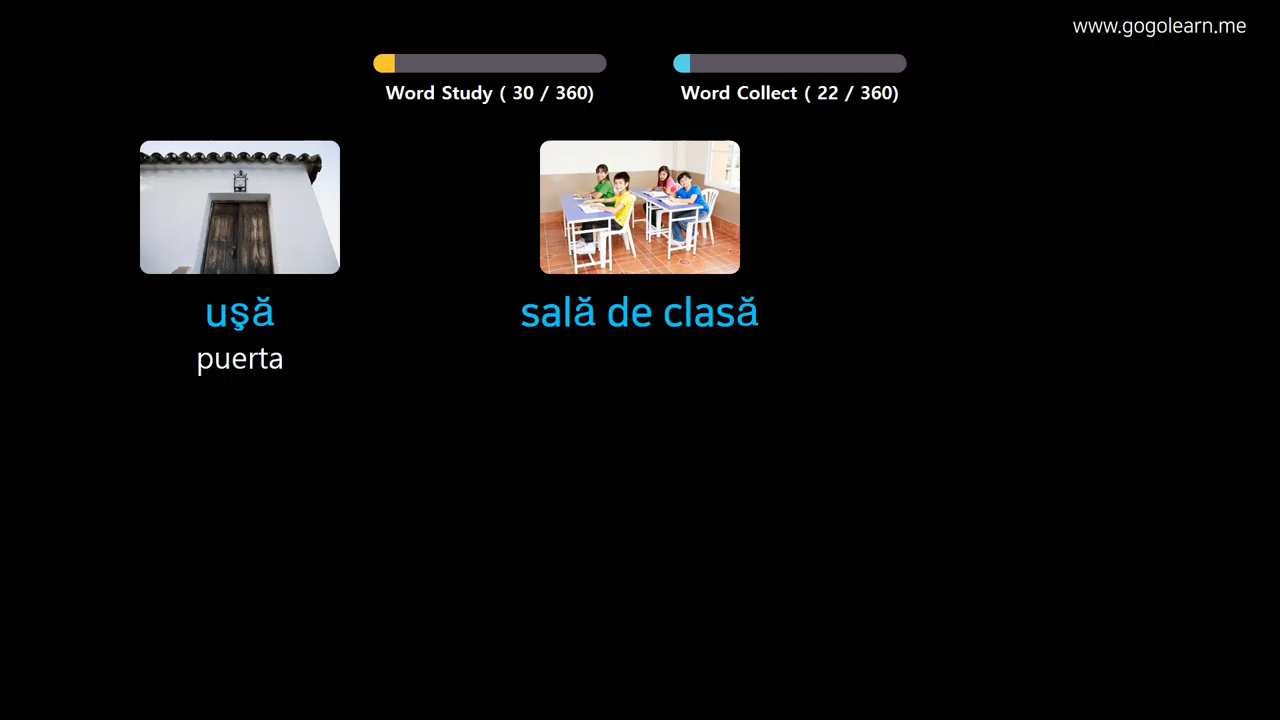 www.gogolearn.me
Word Study ( 30 / 360)
Word Collect ( 22 / 360)
uşă
sală de clasă
puerta